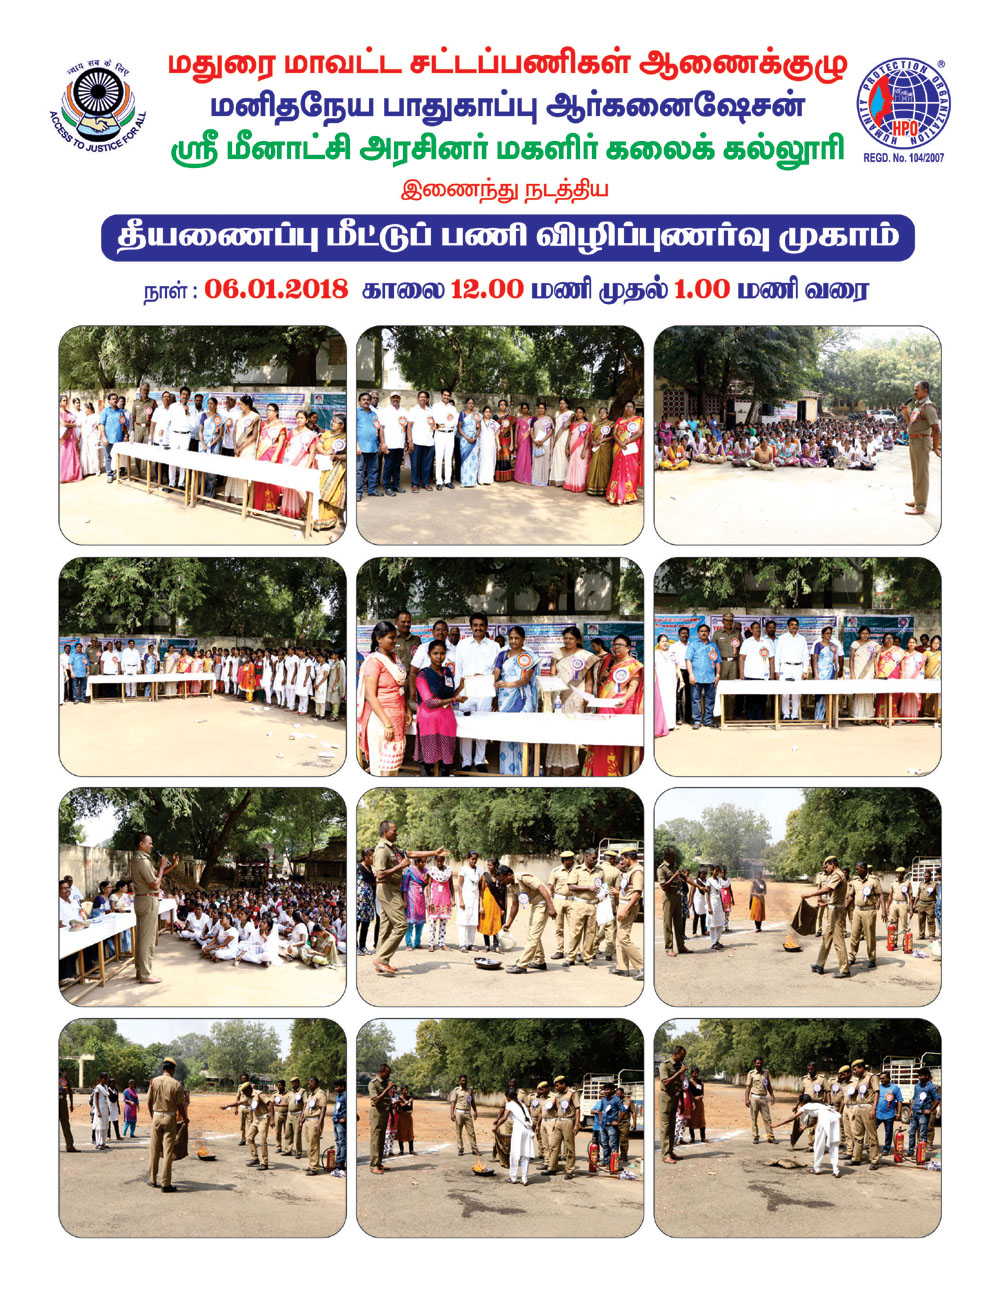 மதுரை மாவட்ட சட்டப்பணிகள் ஆணைக்குழு
மனிதநேய பாதுகாப்பு ஆர்கனைஷேசன்
ஸ்ரீ மீனாட்சி அரசினர் மகளிர் கலைக் கல்லூரி
இணைந்து நடத்திய
தீயணைப்பு மீட்டுப் பணி விழிப்புணர்வு முகாம்
நாள் : 06.01.2018 காலை 12.00 மணி முதல் 1.00 மணி வரை
न्याय सब के लिए
ACCESS TO JUSTICE FOR ALL
HUMANITY PROTECTION ORGANIZATION
®
HPO
REGD. No. 104/2007